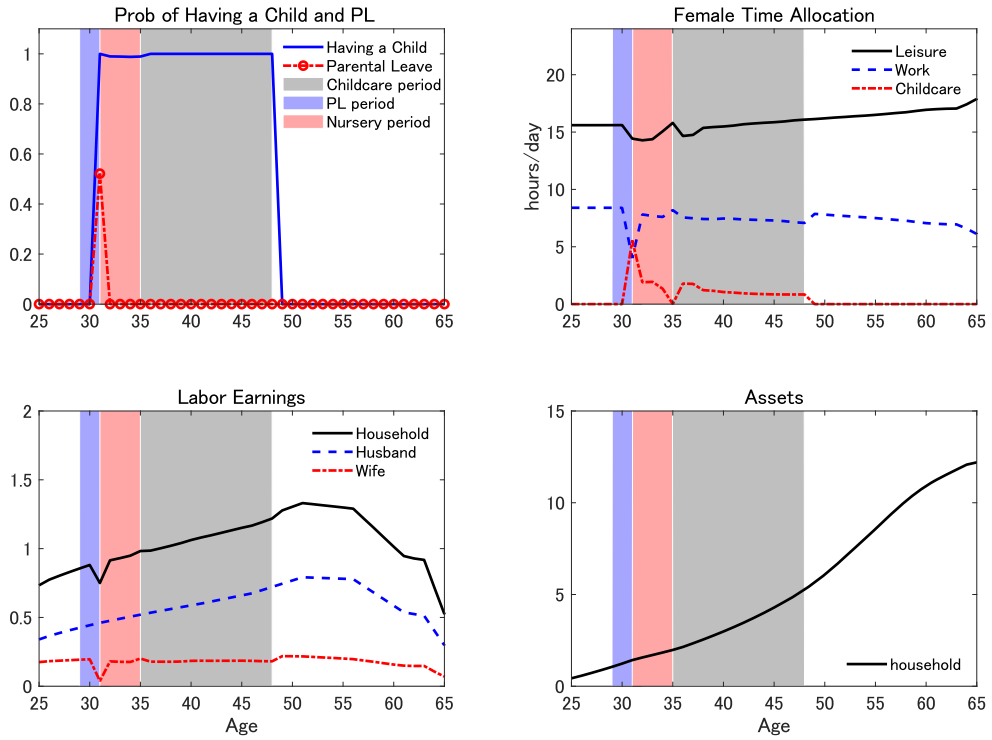 Prob of Having a Child and PL
1
0.8
0.6
0.4
0.2
0
25 30 35 40 45 50 55 60 65
Having a Child
Parental Leave
Childcare period
PL period
Nursery period
Female Time Allocation
hours/day
20
15
10
5
0
25 30 35 40 45 50 55 60 65
Leisure
Work
Childcare
Labor Earnings
2
1.5
1
0.5
0
25 30 35 40 45 50 55 60 65
Age
Household
Husband
Wife
Assets
15
10
5
0
25 30 35 40 45 50 55 60 65
Age
household